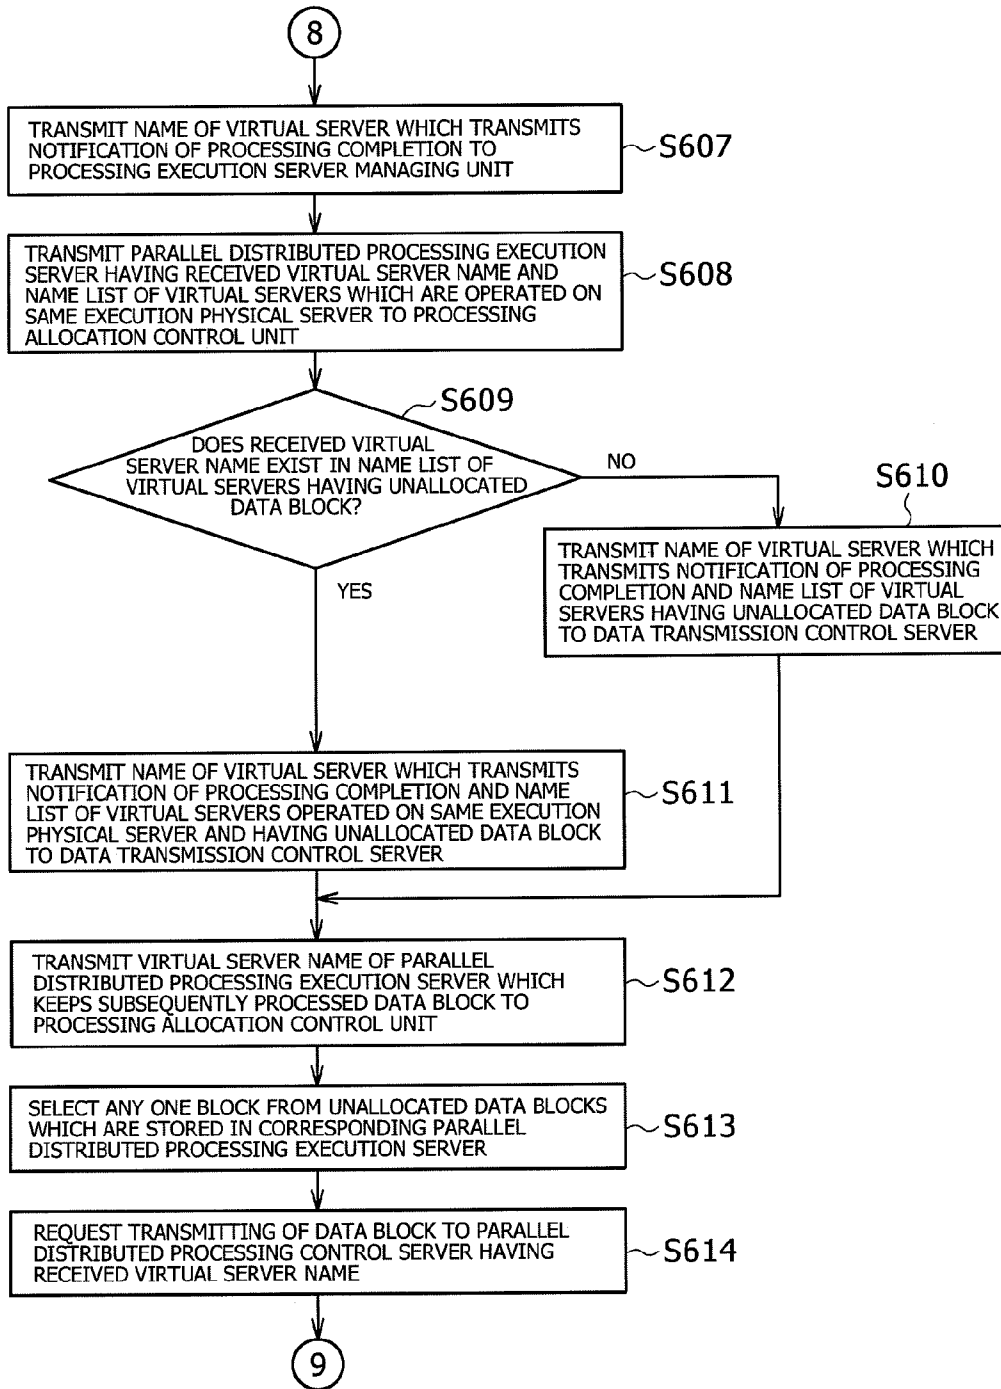 8
TRANSMIT NAME OF VIRTUAL SERVER WHICH TRANSMITS
NOTIFICATION OF PROCESSING COMPLETION TO
PROCESSING EXECUTION SERVER MANAGING UNIT
S607
TRANSMIT PARALLEL DISTRIBUTED PROCESSING EXECUTION
SERVER HAVING RECEIVED VIRTUAL SERVER NAME AND
NAME LIST OF VIRTUAL SERVERS WHICH ARE OPERATED ON
SAME EXECUTION PHYSICAL SERVER TO PROCESSING
ALLOCATION CONTROL UNIT
S608
S609
DOES RECEIVED VIRTUAL
SERVER NAME EXIST IN NAME LIST OF
VIRTUAL SERVERS HAVING UNALLOCATED
DATA BLOCK?
NO
YES
S610
TRANSMIT NAME OF VIRTUAL SERVER WHICH
TRANSMITS NOTIFICATION OF PROCESSING
COMPLETION AND NAME LIST OF VIRTUAL
SERVERS HAVING UNALLOCATED DATA BLOCK
TO DATA TRANSMISSION CONTROL SERVER
TRANSMIT NAME OF VIRTUAL SERVER WHICH TRANSMITS
NOTIFICATION OF PROCESSING COMPLETION AND NAME
LIST OF VIRTUAL SERVERS OPERATED ON SAME EXECUTION
PHYSICAL SERVER AND HAVING UNALLOCATED DATA BLOCK
TO DATA TRANSMISSION CONTROL SERVER
S611
TRANSMIT VIRTUAL SERVER NAME OF PARALLEL
DISTRIBUTED PROCESSING EXECUTION SERVER WHICH
KEEPS SUBSEQUENTLY PROCESSED DATA BLOCK TO
PROCESSING ALLOCATION CONTROL UNIT
S612
SELECT ANY ONE BLOCK FROM UNALLOCATED DATA BLOCKS
WHICH ARE STORED IN CORRESPONDING PARALLEL
DISTRIBUTED PROCESSING EXECUTION SERVER
S613
REQUEST TRANSMITTING OF DATA BLOCK TO PARALLEL
DISTRIBUTED PROCESSING CONTROL SERVER HAVING
RECEIVED VIRTUAL SERVER NAME
S614
9